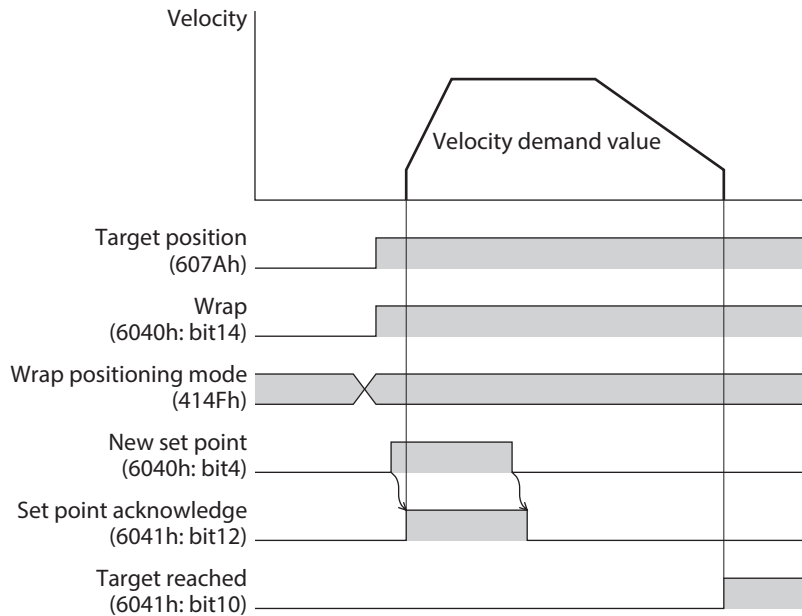 Velocity
Velocity demand value
Target position
(607Ah)
Wrap
(6040h: bit14)
Wrap positioning mode
(414Fh)
New set point
(6040h: bit4)
Set point acknowledge
(6041h: bit12)
Target reached
(6041h: bit10)